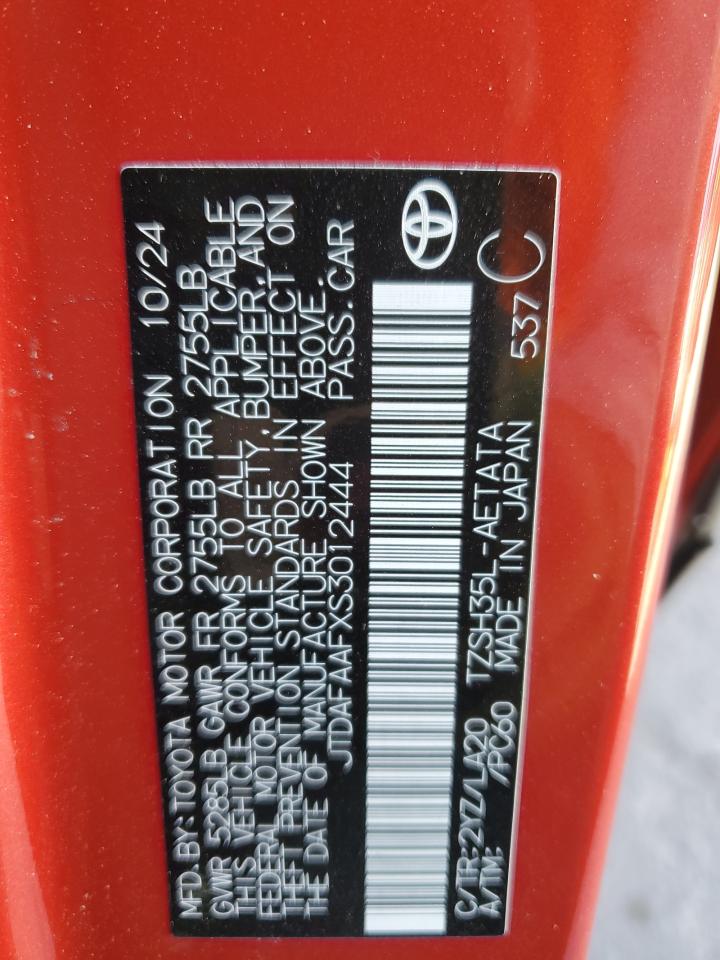 MFD.BY:TOYOTA MOTOR CORPORATION 10/24
GVWR 5285LB GAWR FR 2755LB RR 2755LB
THIS VEHICLE CONFORMS TO ALL APPLICABLE
FEDERAL MOTOR VEHICLE SAFETY,BUMPER,AND
THEFT PREVENTION STANDARDS IN EFFECT ON
THE DATE OF MANUFACTURE SHOWN ABOVE.
JTDAFAAFXS3012444 PASS.CAR
C/TR:2YZ/LA20 TZSH35L-AETATA
A/TM: /PC60 MADE IN JAPAN 537 C